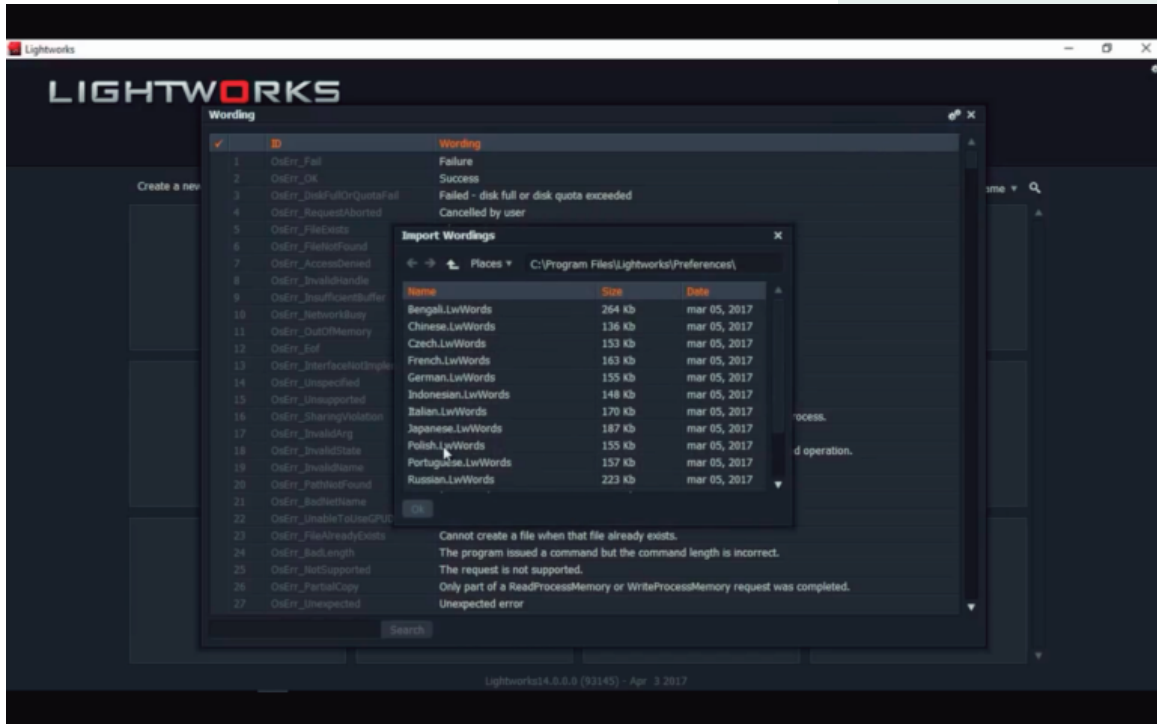 Lightworks
LIGHTWORKS
Wording
ID Wording
1 OsErr_Fail Failure
2 OsErr_OK Success
3 OsErr_DiskFullOrQuotaFail Failed - disk full or disk quota exceeded
4 OsErr_RequestAborted Cancelled by user
5 OsErr_FileExists
6 OsErr_FileNotFound
7 OsErr_AccessDenied
8 OsErr_InvalidHandle
9 OsErr_InsufficientBuffer
10 OsErr_NetworkBusy
11 OsErr_OutOfMemory
12 OsErr_Eof
13 OsErr_InterfaceNotImple
14 OsErr_Unspecified
15 OsErr_Unsupported
16 OsErr_SharingViolation rocess.
17 OsErr_InvalidArg
18 OsErr_InvalidState d operation.
19 OsErr_InvalidName
20 OsErr_PathNotFound
21 OsErr_BadNetName
22 OsErr_UnableToUseGPU
23 OsErr_FileAlreadyExists Cannot create a file when that file already exists.
24 OsErr_BadLength The program issued a command but the command length is incorrect.
25 OsErr_NotSupported The request is not supported.
26 OsErr_PartialCopy Only part of a ReadProcessMemory or WriteProcessMemory request was completed.
27 OsErr_Unexpected Unexpected error
Search
Create a new
ame
Import Wordings
Places C:\Program Files\Lightworks\Preferences\
Name Size Date
Bengali.LwWords 264 Kb mar 05, 2017
Chinese.LwWords 136 Kb mar 05, 2017
Czech.LwWords 153 Kb mar 05, 2017
French.LwWords 163 Kb mar 05, 2017
German.LwWords 155 Kb mar 05, 2017
Indonesian.LwWords 148 Kb mar 05, 2017
Italian.LwWords 170 Kb mar 05, 2017
Japanese.LwWords 187 Kb mar 05, 2017
Polish.LwWords 155 Kb mar 05, 2017
Portuguese.LwWords 157 Kb mar 05, 2017
Russian.LwWords 223 Kb mar 05, 2017
Ok
Lightworks14.0.0.0 (93145) - Apr 3 2017